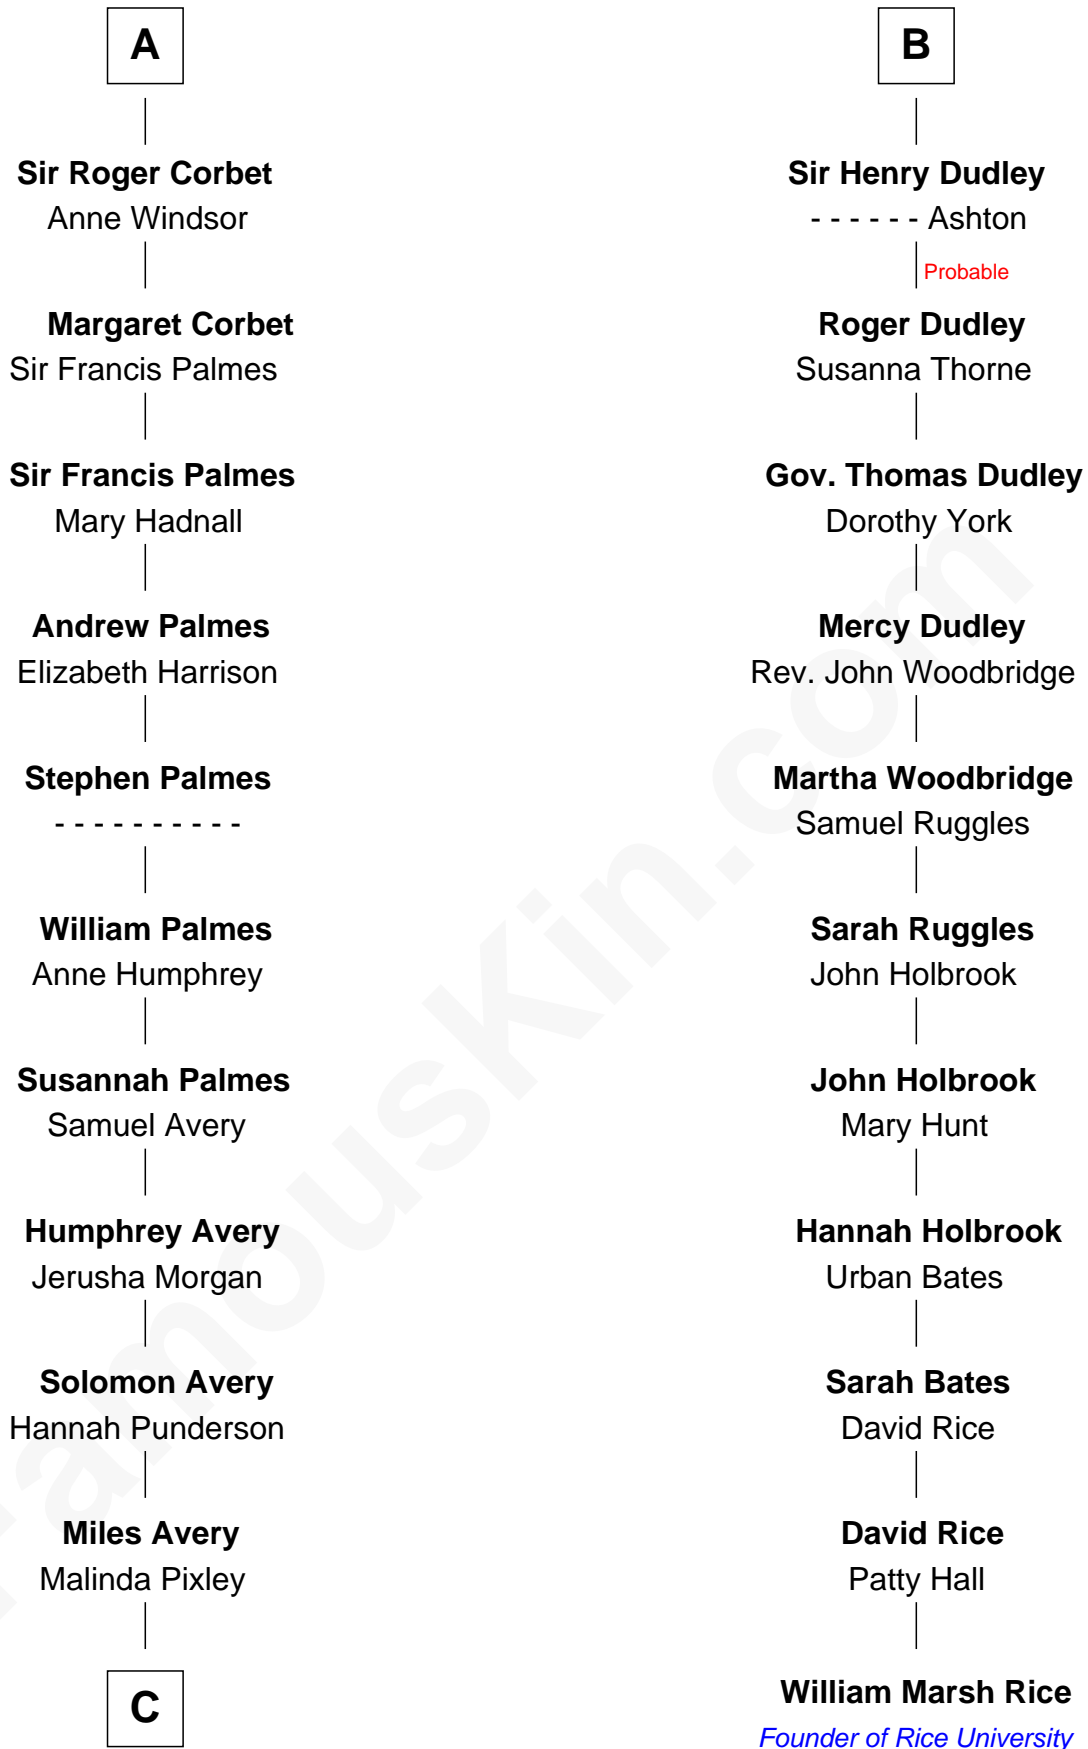 A
Sir Roger Corbet
Anne Windsor
Margaret Corbet
Sir Francis Palmes
Sir Francis Palmes
Mary Hadnall
Andrew Palmes
Elizabeth Harrison
Stephen Palmes
- - - - - - - - - -
William Palmes
Anne Humphrey
Susannah Palmes
Samuel Avery
Humphrey Avery
Jerusha Morgan
Solomon Avery
Hannah Punderson
Miles Avery
Malinda Pixley
C
B
Sir Henry Dudley
- - - - - - Ashton
Probable
Roger Dudley
Susanna Thorne
Gov. Thomas Dudley
Dorothy York
Mercy Dudley
Rev. John Woodbridge
Martha Woodbridge
Samuel Ruggles
Sarah Ruggles
John Holbrook
John Holbrook
Mary Hunt
Hannah Holbrook
Urban Bates
Sarah Bates
David Rice
David Rice
Patty Hall
William Marsh Rice
Founder of Rice University
FamousKin.com